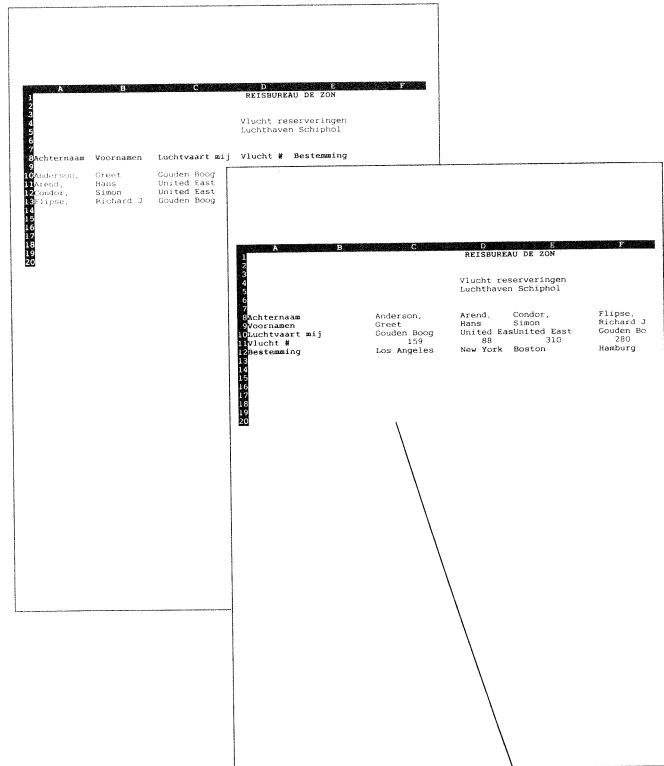 A B C D E F
1 REISBUREAU DE ZON
2
3
4 Vlucht reserveringen
5 Luchthaven Schiphol
6
7
8 Achternaam Voornamen Luchtvaart mij Vlucht # Bestemming
9
10 Anderson, Greet Gouden Boog
11 Arend, Hans United East
12 Condor, Simon United East
13 Flipse, Richard J Gouden Boog
14
15
16
17
18
19
20
A B C D E F
1 REISBUREAU DE ZON
2
3
4 Vlucht reserveringen
5 Luchthaven Schiphol
6
7
8 Achternaam Anderson, Arend, Condor, Flipse,
9 Voornamen Greet Hans Simon Richard J
10 Luchtvaart mij Gouden Boog United EasUnited East Gouden Bo
11 Vlucht # 159 88 310 280
12 Bestemming Los Angeles New York Boston Hamburg
13
14
15
16
17
18
19
20